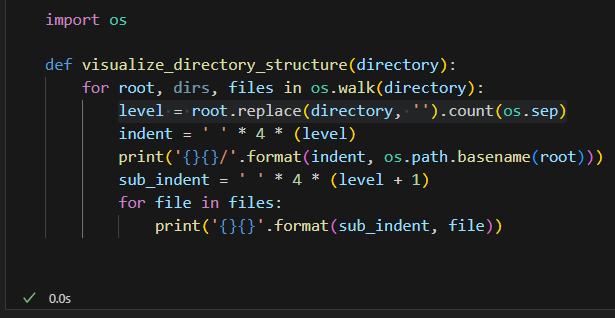 import os
def visualize_directory_structure(directory):
    for root, dirs, files in os.walk(directory):
        level = root.replace(directory, '').count(os.sep)
        indent = ' ' * 4 * (level)
        print('{}{}/'.format(indent, os.path.basename(root)))
        sub_indent = ' ' * 4 * (level + 1)
        for file in files:
            print('{}{}'.format(sub_indent, file))
0.0s